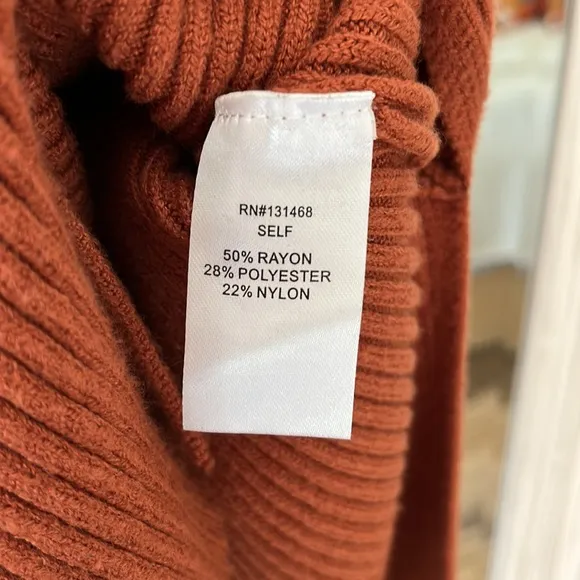 RN#131468
SELF
50% RAYON
28% POLYESTER
22% NYLON